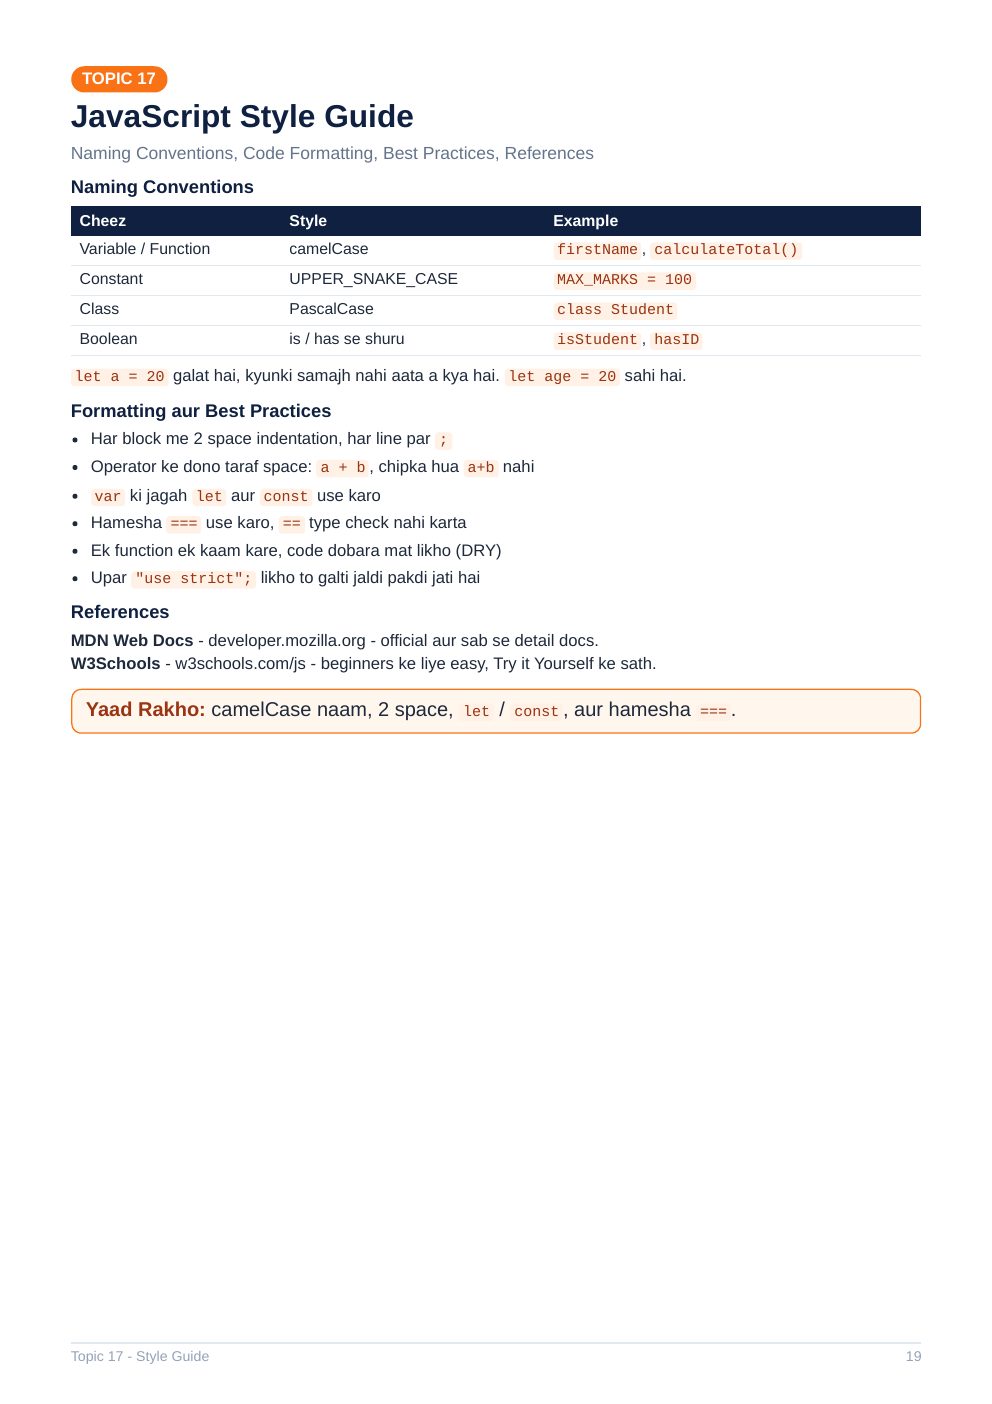 TOPIC 17
JavaScript Style Guide
Naming Conventions, Code Formatting, Best Practices, References
Naming Conventions
Cheez Style Example
Variable / Function camelCase firstName, calculateTotal()
Constant UPPER_SNAKE_CASE MAX_MARKS = 100
Class PascalCase class Student
Boolean is / has se shuru isStudent, hasID
let a = 20 galat hai, kyunki samajh nahi aata a kya hai. let age = 20 sahi hai.
Formatting aur Best Practices
• Har block me 2 space indentation, har line par ;
• Operator ke dono taraf space: a + b, chipka hua a+b nahi
• var ki jagah let aur const use karo
• Hamesha === use karo, == type check nahi karta
• Ek function ek kaam kare, code dobara mat likho (DRY)
• Upar "use strict"; likho to galti jaldi pakdi jati hai
References
MDN Web Docs - developer.mozilla.org - official aur sab se detail docs.
W3Schools - w3schools.com/js - beginners ke liye easy, Try it Yourself ke sath.
Yaad Rakho: camelCase naam, 2 space, let / const, aur hamesha ===.
Topic 17 - Style Guide 19